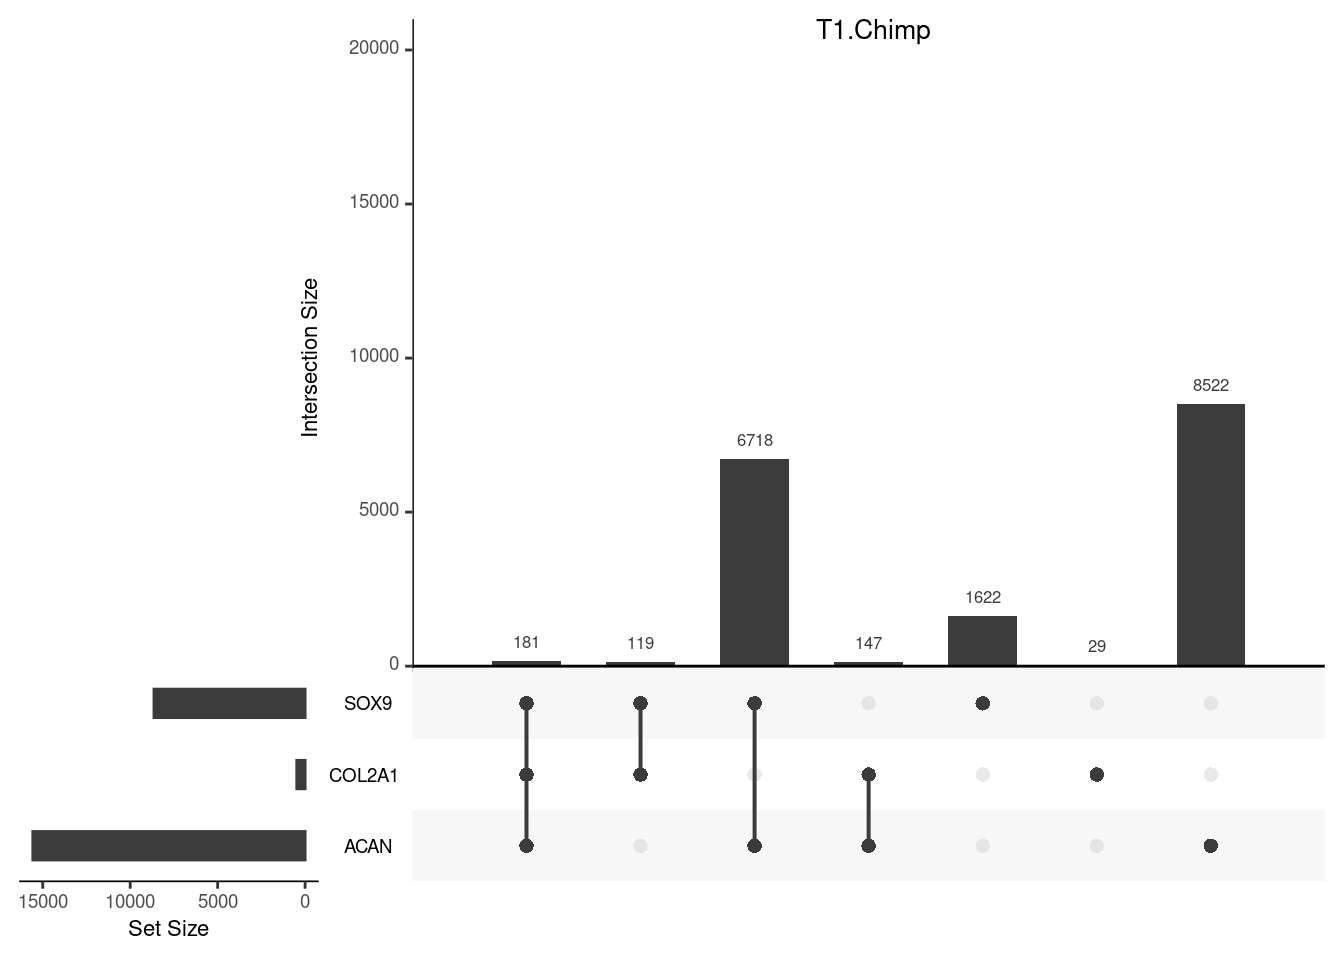 T1.Chimp
20000
15000
10000
5000
0
Intersection Size
181
119
6718
147
1622
29
8522
SOX9
COL2A1
ACAN
15000 10000 5000 0
Set Size